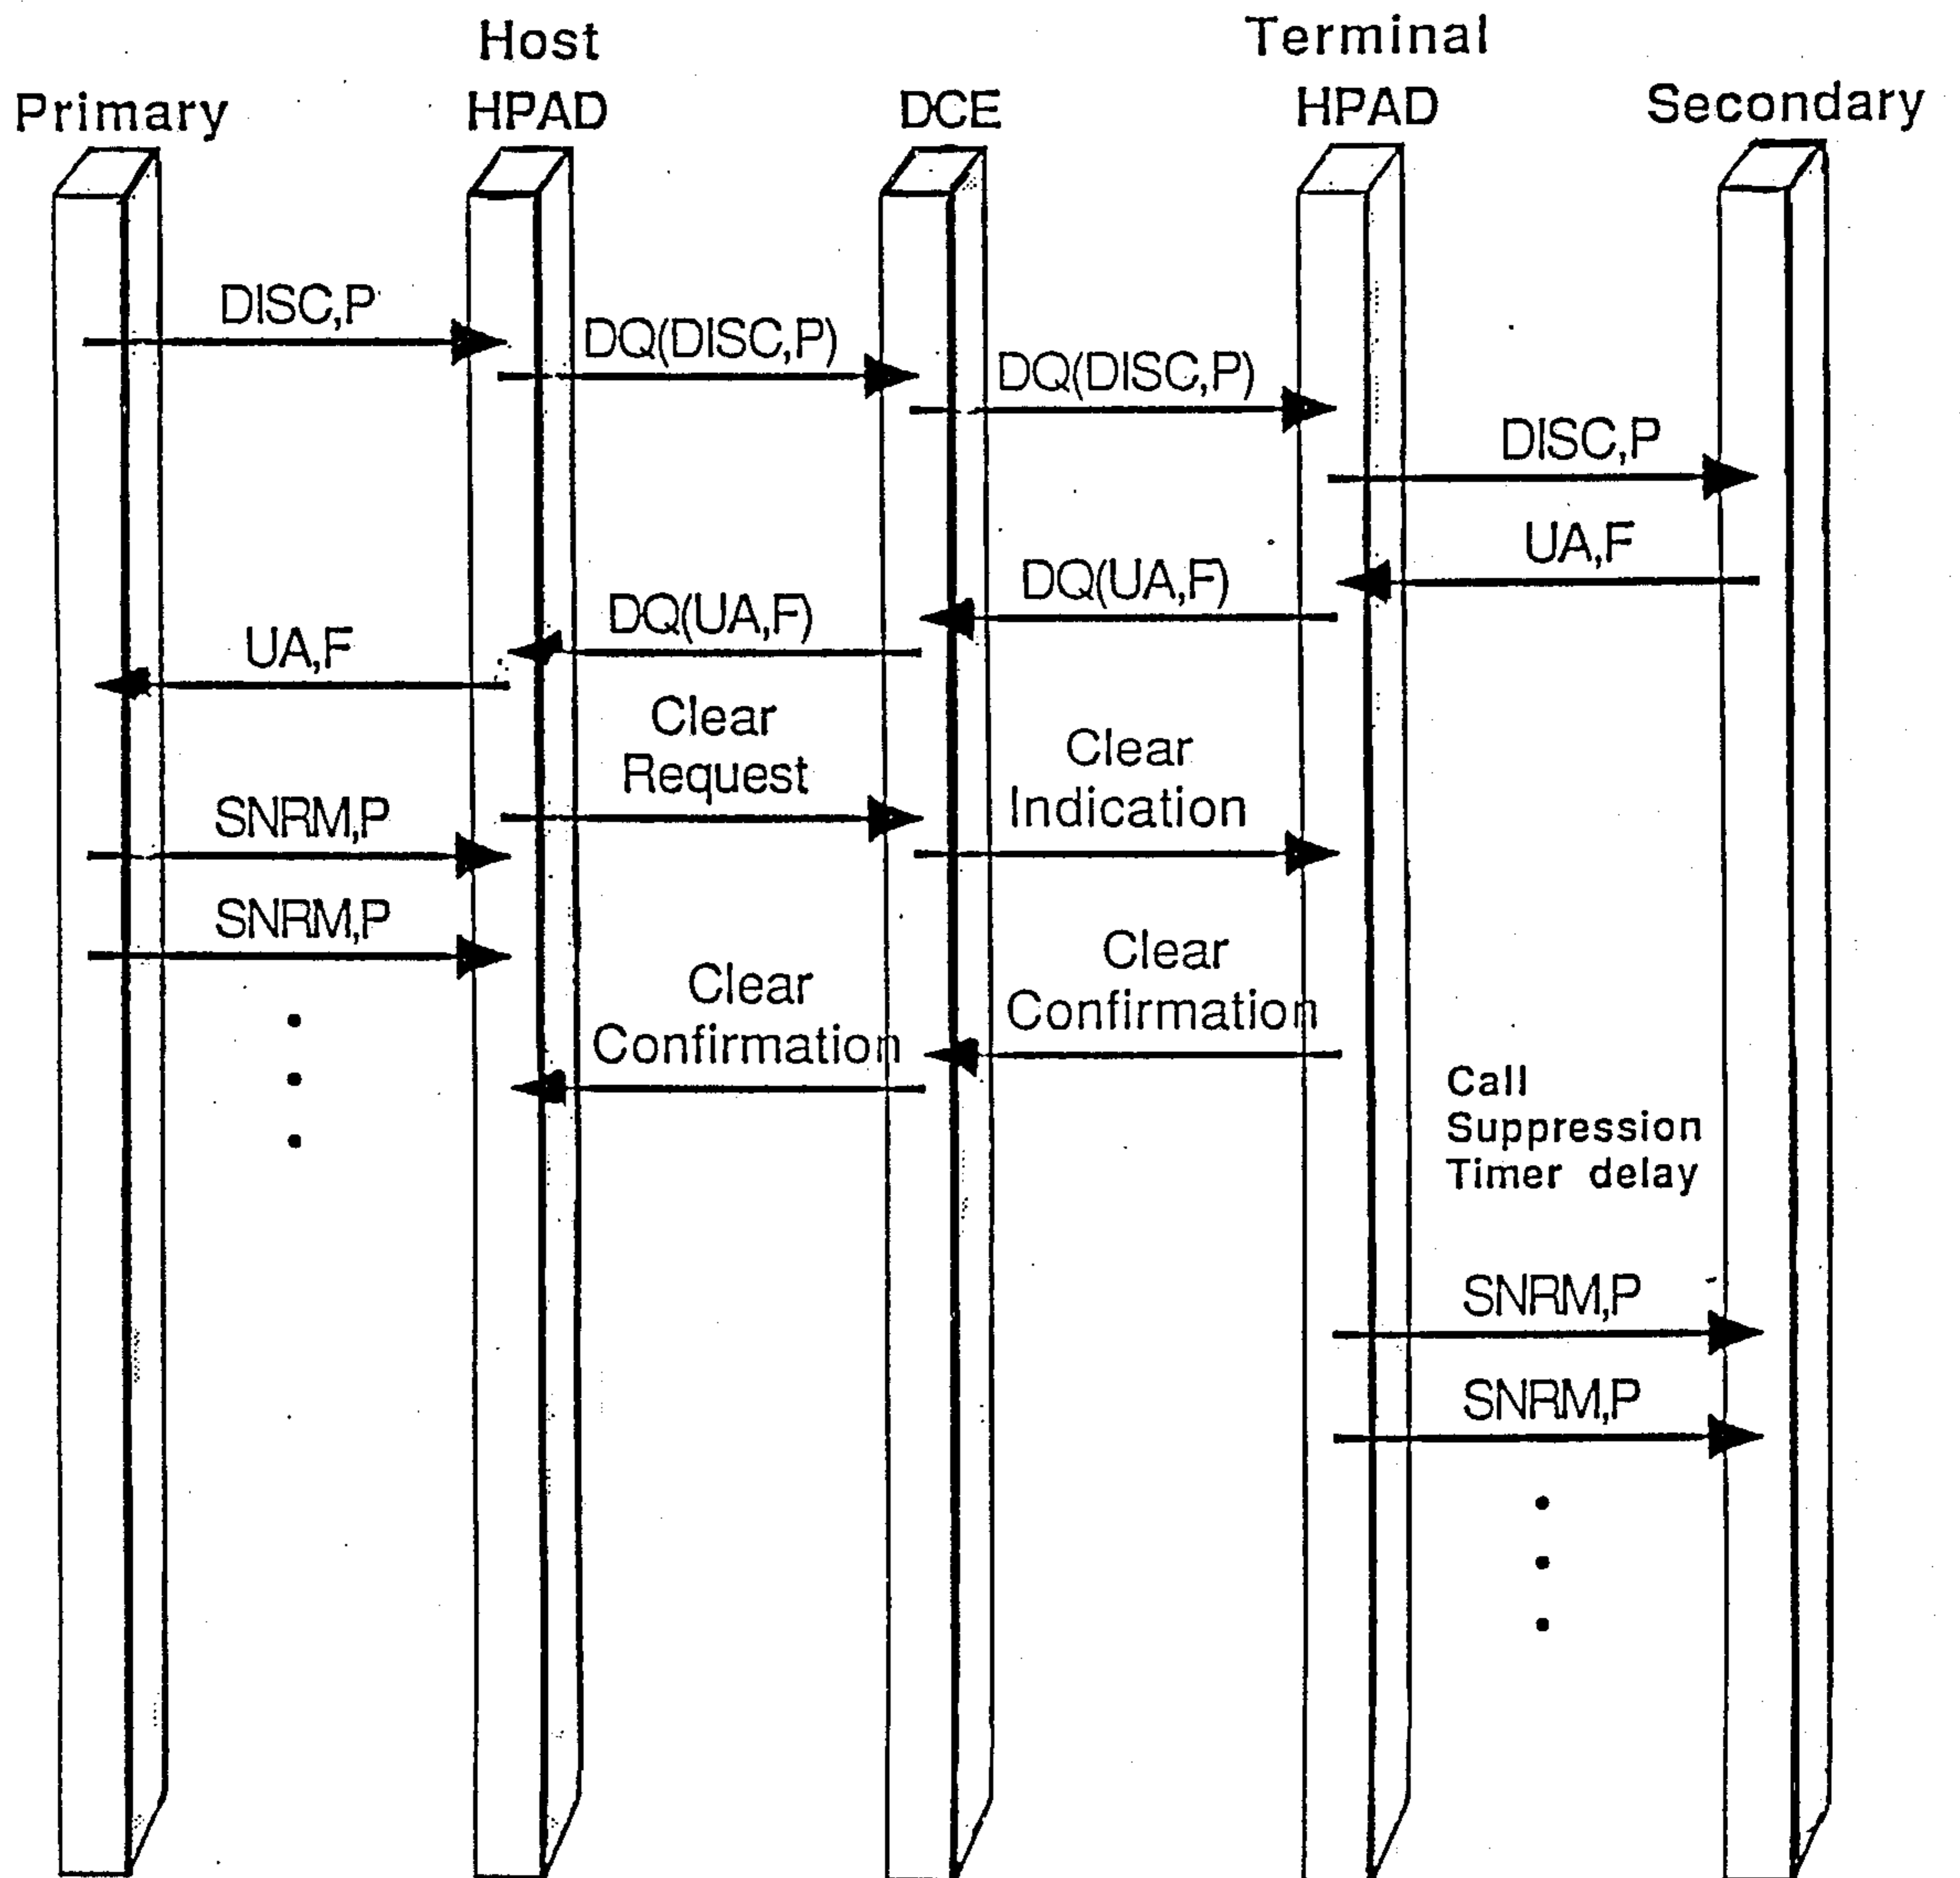 Primary
Host
HPAD
DCE
Terminal
HPAD
Secondary
DISC,P
DQ(DISC,P)
DQ(DISC,P)
DISC,P
UA,F
DQ(UA,F)
DQ(UA,F)
UA,F
Clear
Request
Clear
Indication
SNRM,P
SNRM,P
Clear
Confirmation
Clear
Confirmation
Call
Suppression
Timer delay
SNRM,P
SNRM,P